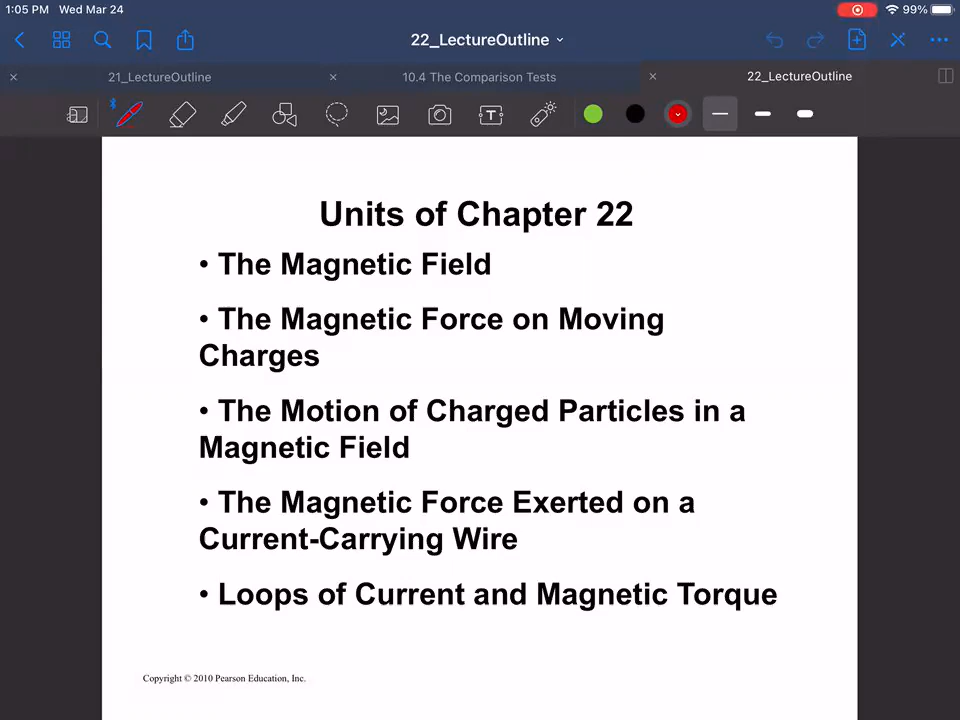 1:05 PM Wed Mar 24 99%
22_LectureOutline
21_LectureOutline 10.4 The Comparison Tests 22_LectureOutline
T
Units of Chapter 22
• The Magnetic Field
• The Magnetic Force on Moving
Charges
• The Motion of Charged Particles in a
Magnetic Field
• The Magnetic Force Exerted on a
Current-Carrying Wire
• Loops of Current and Magnetic Torque
Copyright © 2010 Pearson Education, Inc.